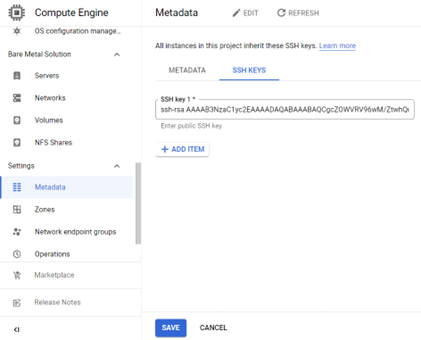 Compute Engine
Metadata
EDIT
REFRESH
OS configuration manage...
All instances in this project inherit these SSH keys. Learn more
Bare Metal Solution
METADATA
SSH KEYS
Servers
Networks
SSH key 1 *
ssh-rsa
Volumes
Enter public SSH key
NFS Shares
+ ADD ITEM
Settings
Metadata
Zones
Network endpoint groups
Operations
Marketplace
Release Notes
SAVE
CANCEL